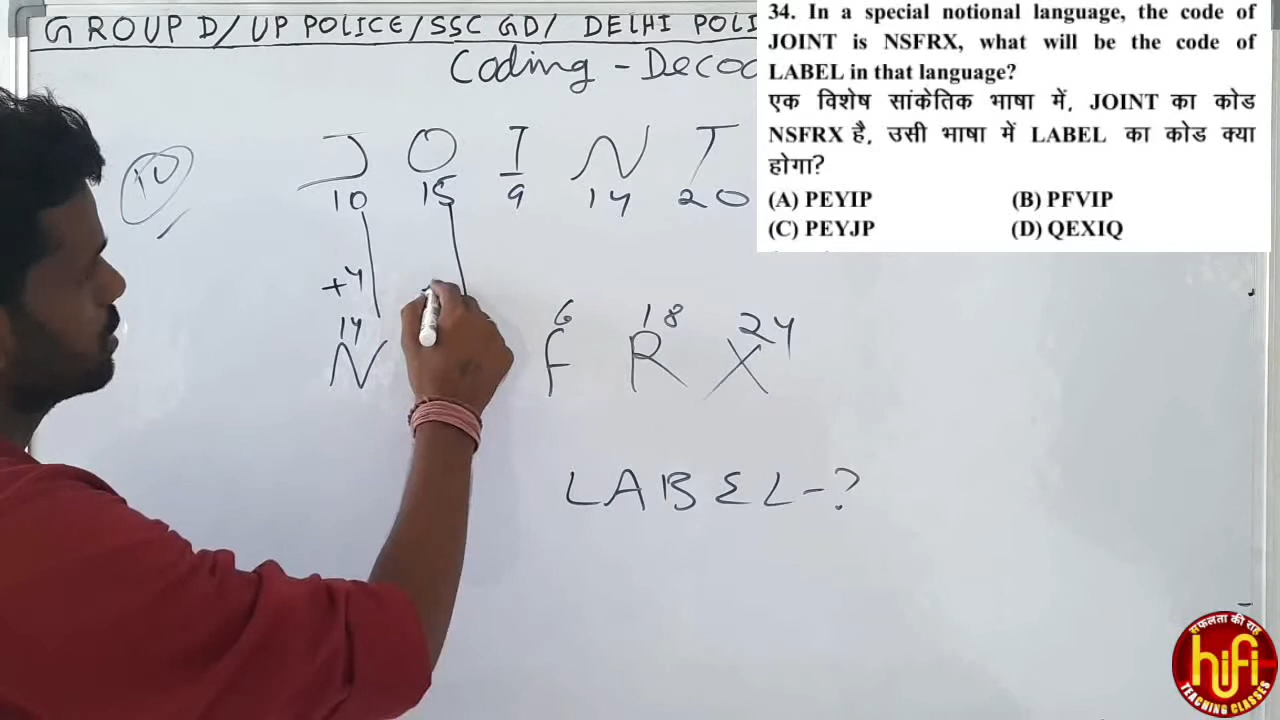 GROUP D/ UP POLICE/SSC GD/ DELHI POLI
Coding - Decod
34. In a special notional language, the code of
JOINT is NSFRX, what will be the code of
LABEL in that language?
एक विशेष सांकेतिक भाषा में, JOINT का कोड
NSFRX है, उसी भाषा में LABEL का कोड क्या
होगा?
(A) PEYIP (B) PFVIP
(C) PEYJP (D) QEXIQ
10
J O I N T
10 15 9 14 20
+4
14 6 18 24
N F R X
LABEL-?
सफलता की राह
hifi
TEACHING CLASSES